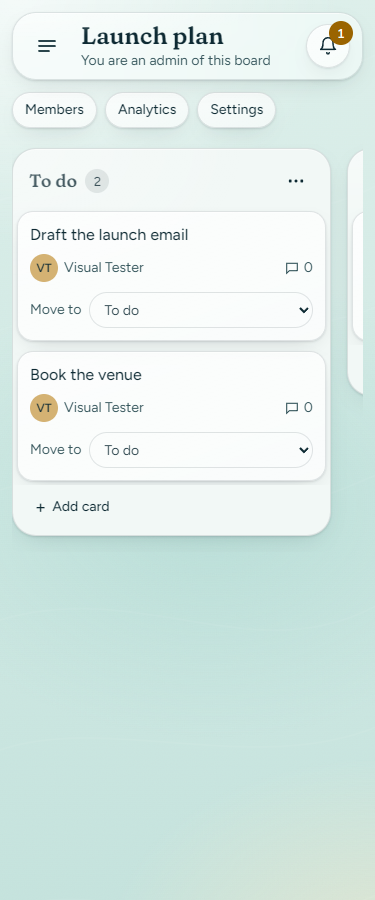 Launch plan
You are an admin of this board
1
Members
Analytics
Settings
To do 2
Draft the launch email
VT Visual Tester 0
Move to To do
Book the venue
VT Visual Tester 0
Move to To do
+ Add card